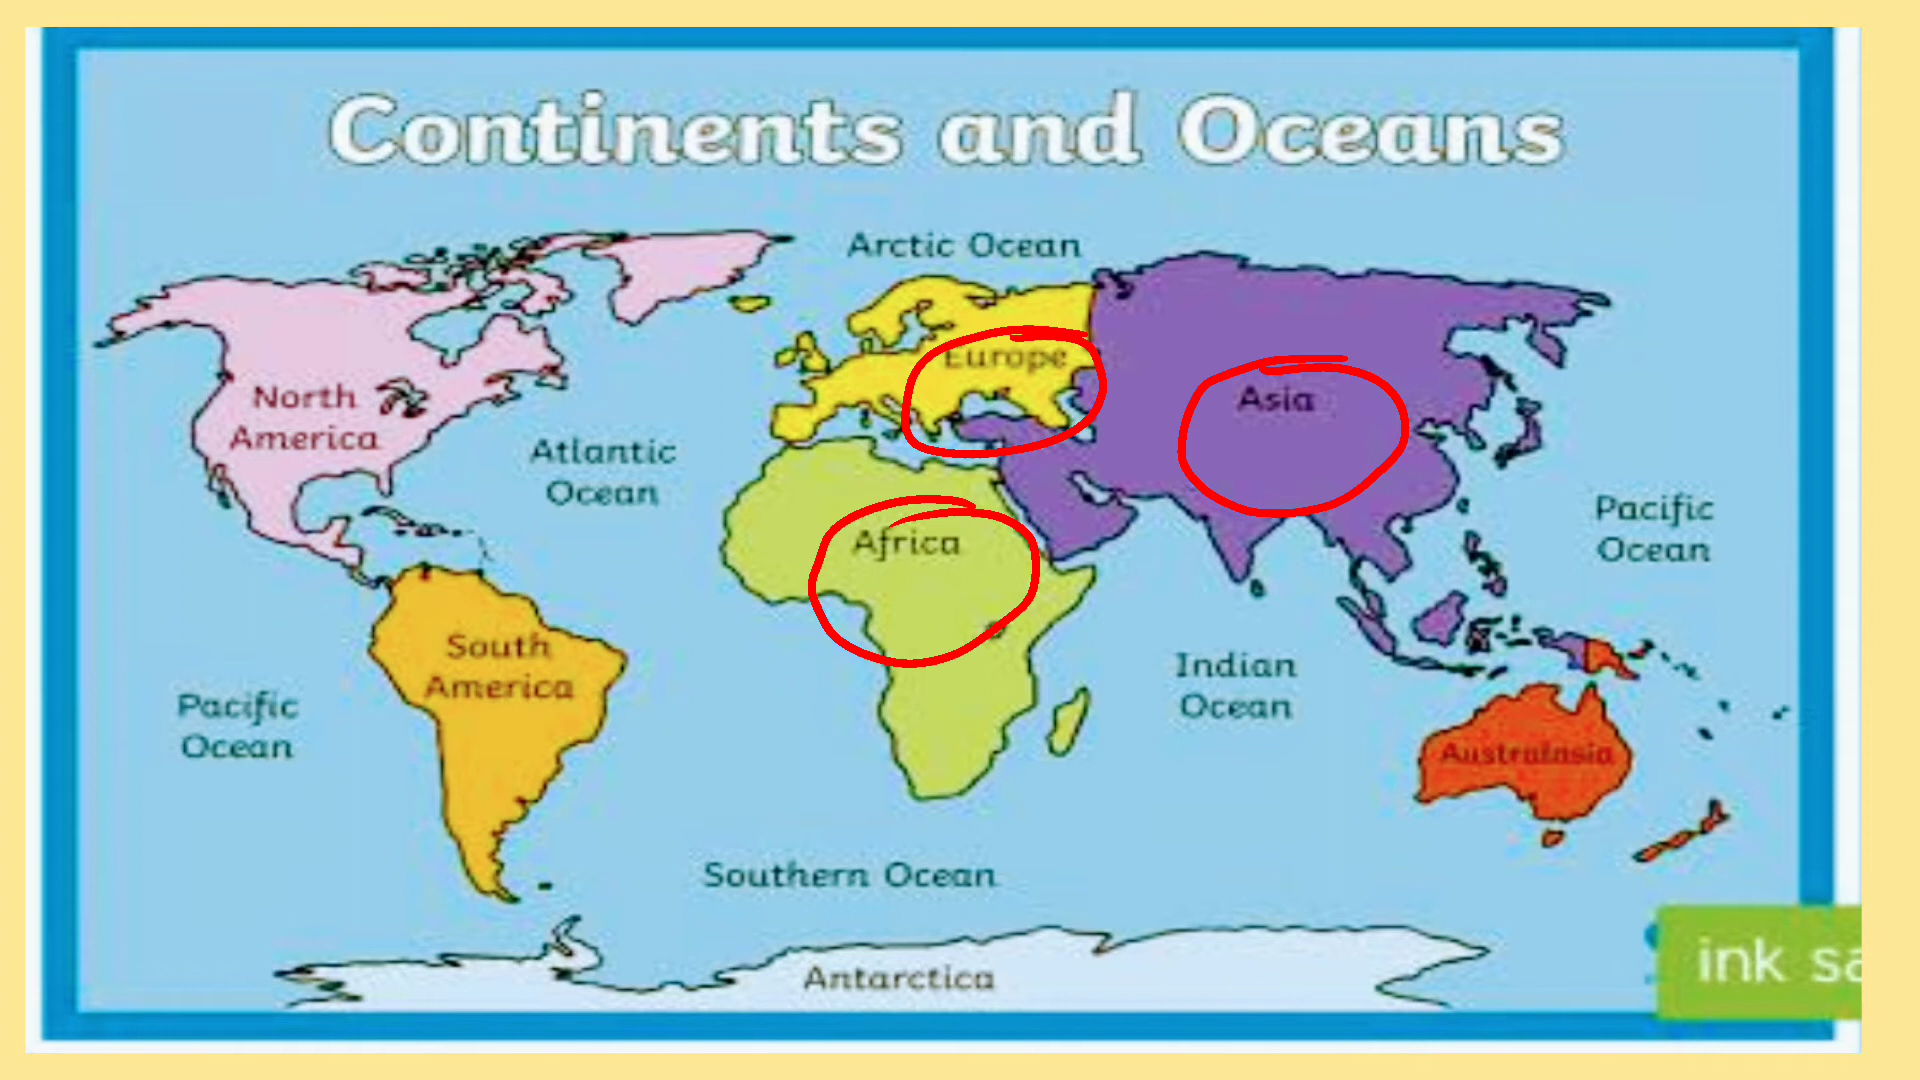 Continents and Oceans
Arctic Ocean
Europe
Asia
North
America
Atlantic
Ocean
Pacific
Ocean
Africa
South
America
Indian
Ocean
Pacific
Ocean
Australasia
Southern Ocean
Antarctica
ink sa